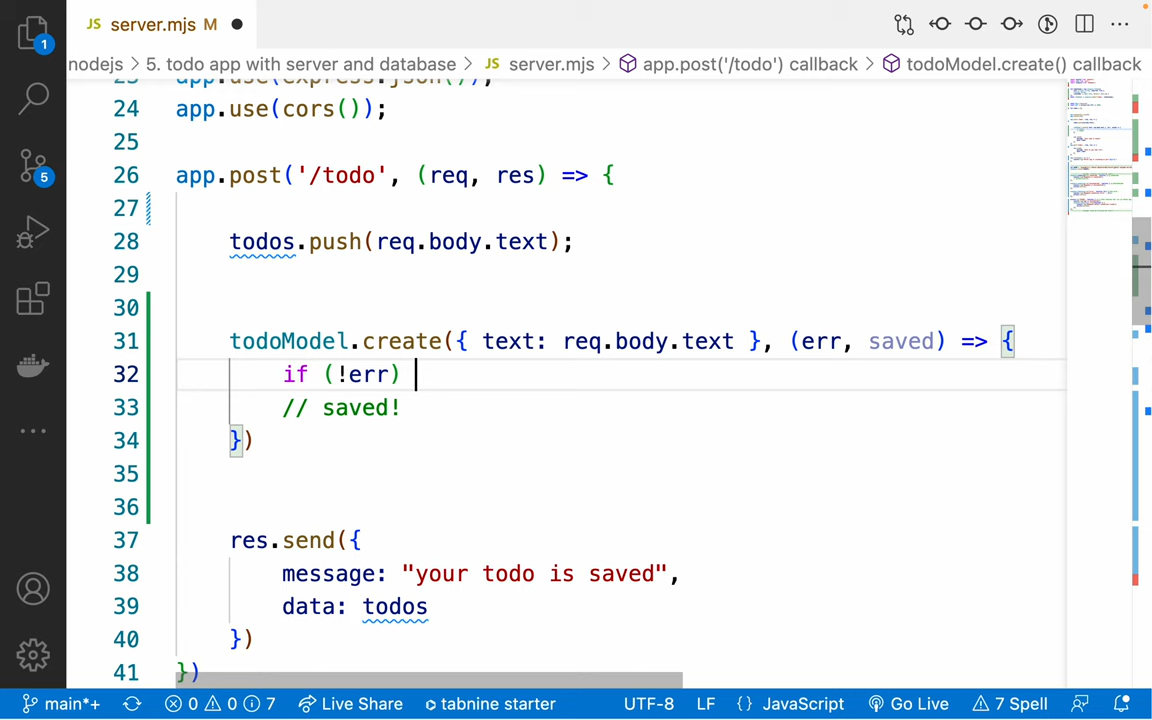 JS server.mjs M
nodejs > 5. todo app with server and database > JS server.mjs > app.post('/todo') callback > todoModel.create() callback
1
5
app.use(express.json());
24 app.use(cors());
25
26 app.post('/todo', (req, res) => {
27
28 todos.push(req.body.text);
29
30
31 todoModel.create({ text: req.body.text }, (err, saved) => {
32 if (!err)
33 // saved!
34 })
35
36
37 res.send({
38 message: "your todo is saved",
39 data: todos
40 })
41 })
main*+ 0 0 7 Live Share tabnine starter UTF-8 LF {} JavaScript Go Live 7 Spell